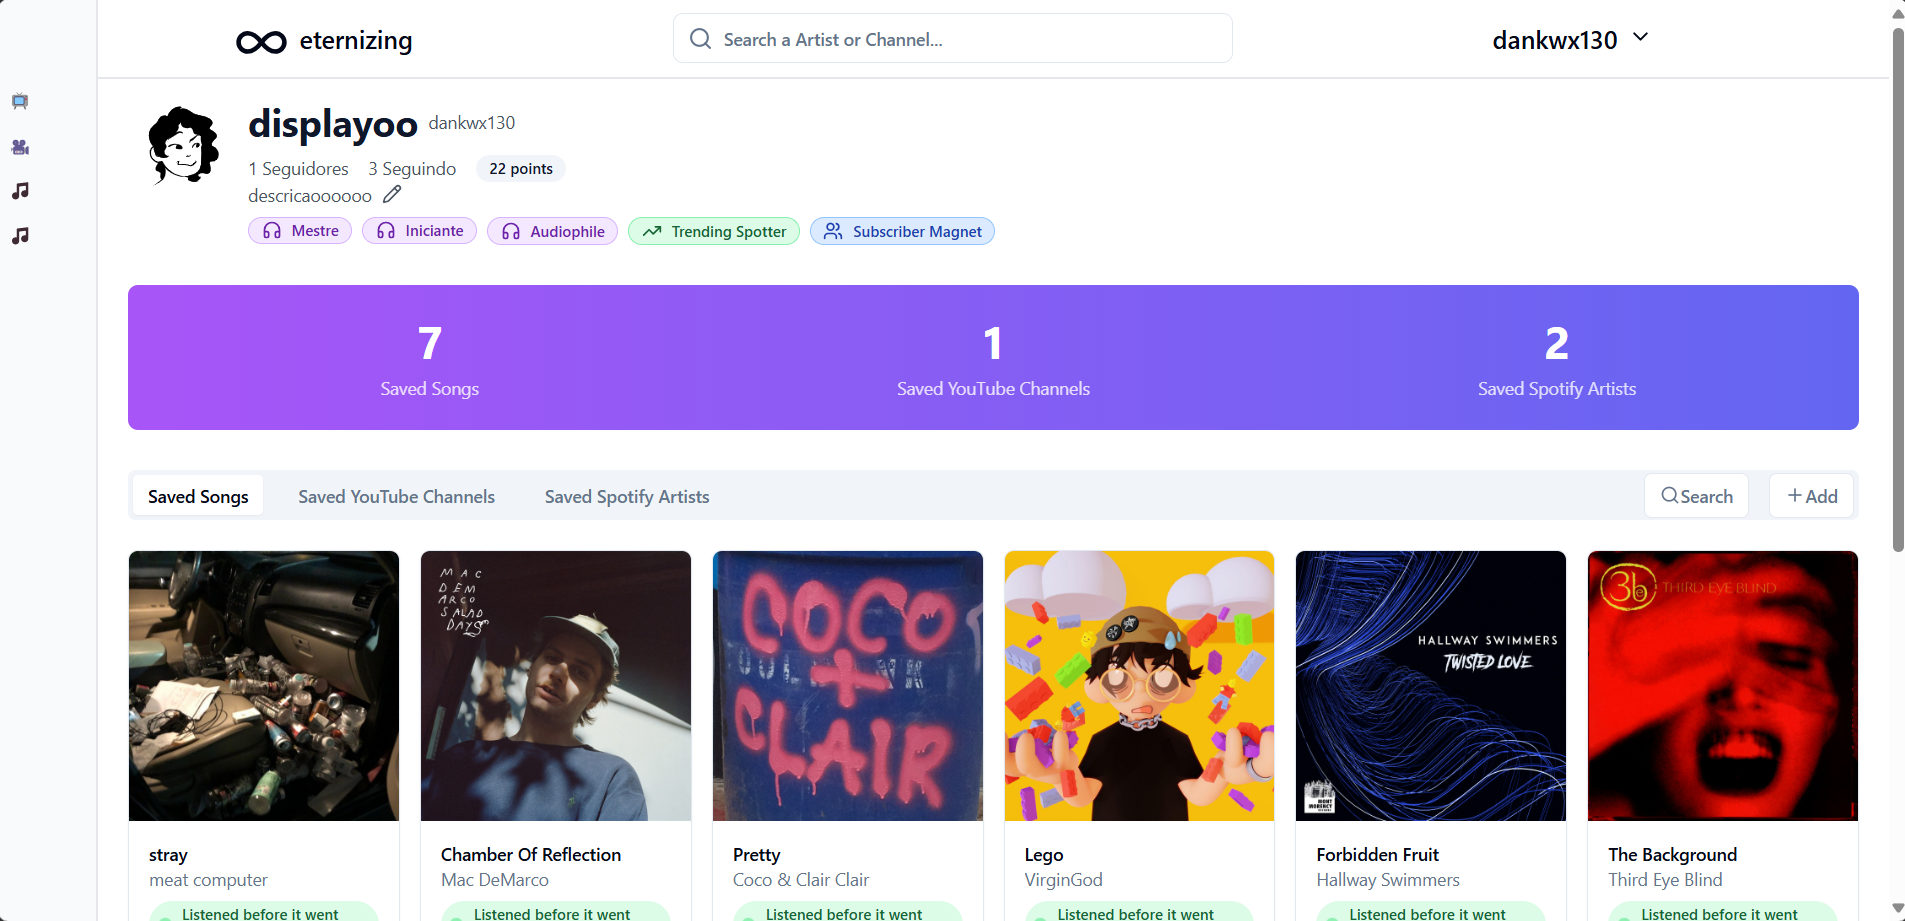 eternizing
Search a Artist or Channel...
dankwx130
displayoo dankwx130
1 Seguidores 3 Seguindo 22 points
descricaoooooo
Mestre Iniciante Audiophile Trending Spotter Subscriber Magnet
7 1 2
Saved Songs Saved YouTube Channels Saved Spotify Artists
Saved Songs Saved YouTube Channels Saved Spotify Artists Search +Add
MAC
DEM
ARCO
SALAD
DAYS
COCO
+
CLAIR
HALLWAY SWIMMERS
TWISTED LOVE
MONT
MORENCY
3eb THIRD EYE BLIND
stray
meat computer
Listened before it went
Chamber Of Reflection
Mac DeMarco
Listened before it went
Pretty
Coco & Clair Clair
Listened before it went
Lego
VirginGod
Listened before it went
Forbidden Fruit
Hallway Swimmers
Listened before it went
The Background
Third Eye Blind
Listened before it went